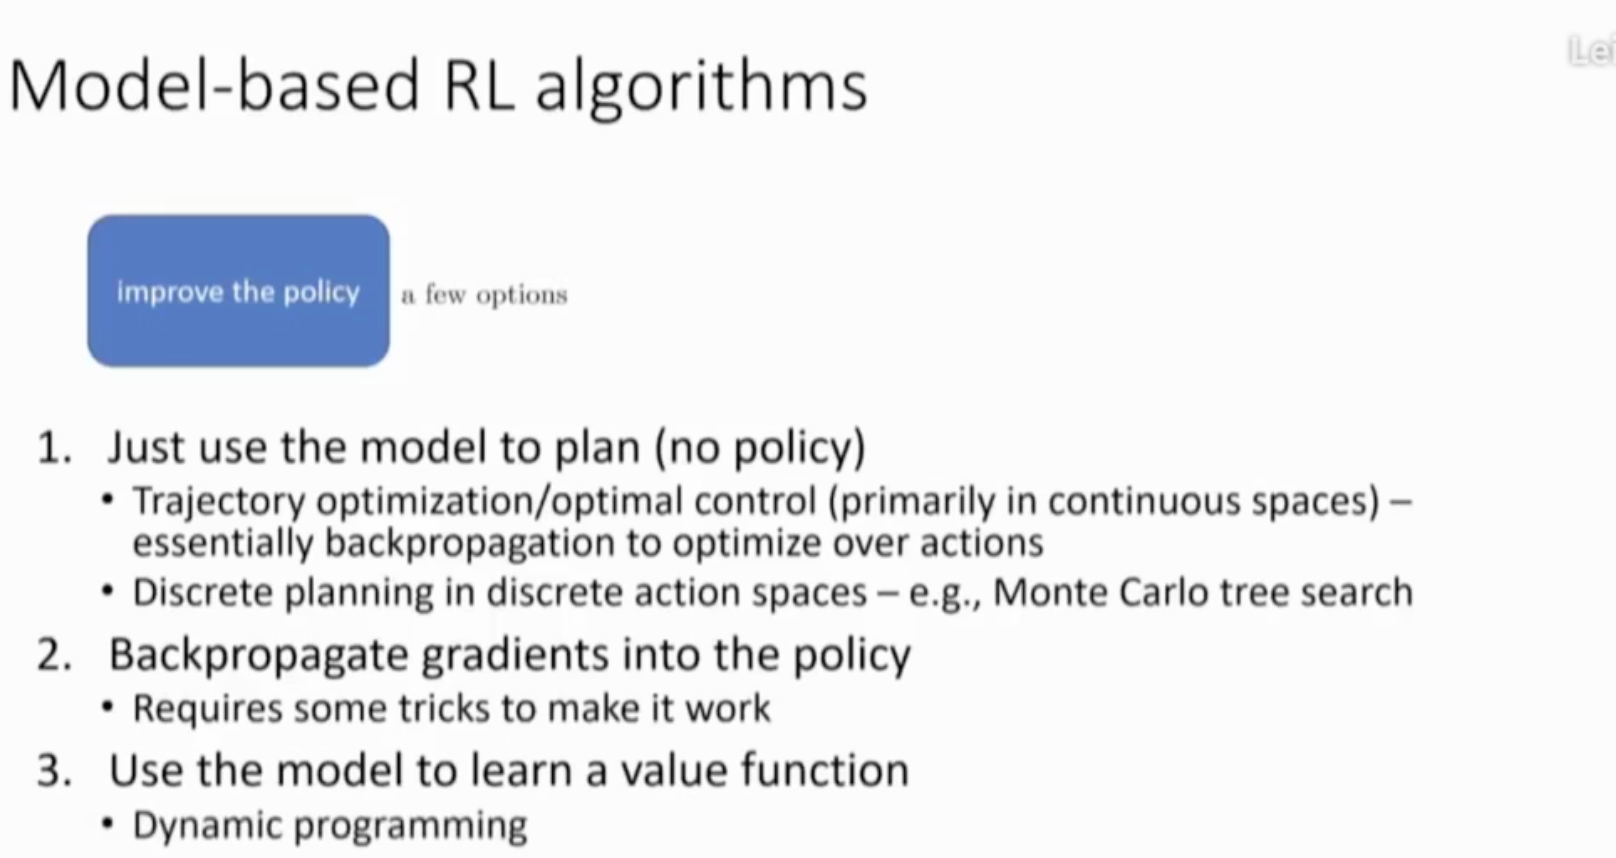 Lei
Model-based RL algorithms
improve the policy a few options
1. Just use the model to plan (no policy)
• Trajectory optimization/optimal control (primarily in continuous spaces) –
essentially backpropagation to optimize over actions
• Discrete planning in discrete action spaces – e.g., Monte Carlo tree search
2. Backpropagate gradients into the policy
• Requires some tricks to make it work
3. Use the model to learn a value function
• Dynamic programming